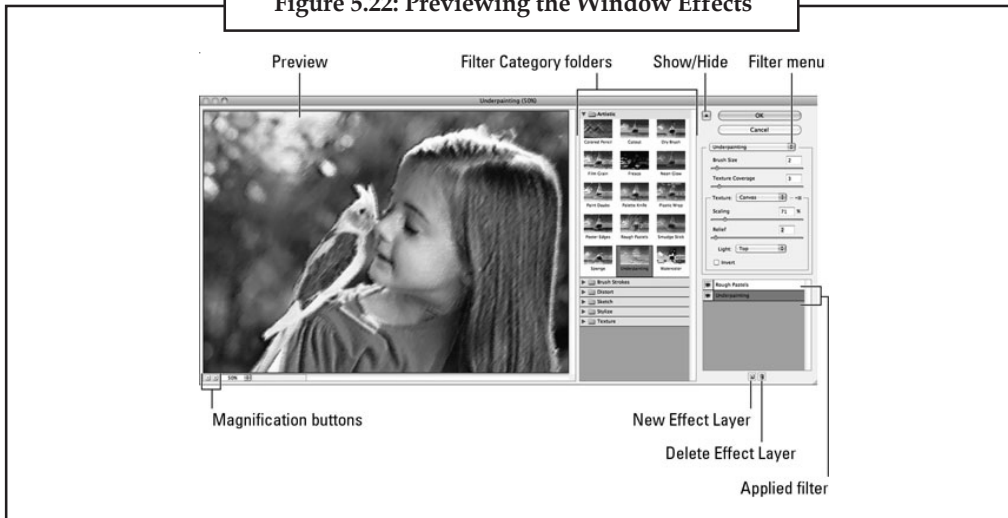 Figure 5.22: Previewing the Window Effects
Preview
Filter Category folders
Show/Hide
Filter menu
Underpainting (50%)
Artistic
Colored Pencil
Cutout
Dry Brush
Film Grain
Fresco
Neon Glow
Paint Daubs
Palette Knife
Plastic Wrap
Poster Edges
Rough Pastels
Smudge Stick
Sponge
Underpainting
Watercolor
Brush Strokes
Distort
Sketch
Stylize
Texture
OK
Cancel
Underpainting
Brush Size 2
Texture Coverage 3
Texture: Canvas
Scaling 71 %
Relief 2
Light: Top
Invert
Rough Pastels
Underpainting
50%
Magnification buttons
New Effect Layer
Delete Effect Layer
Applied filter